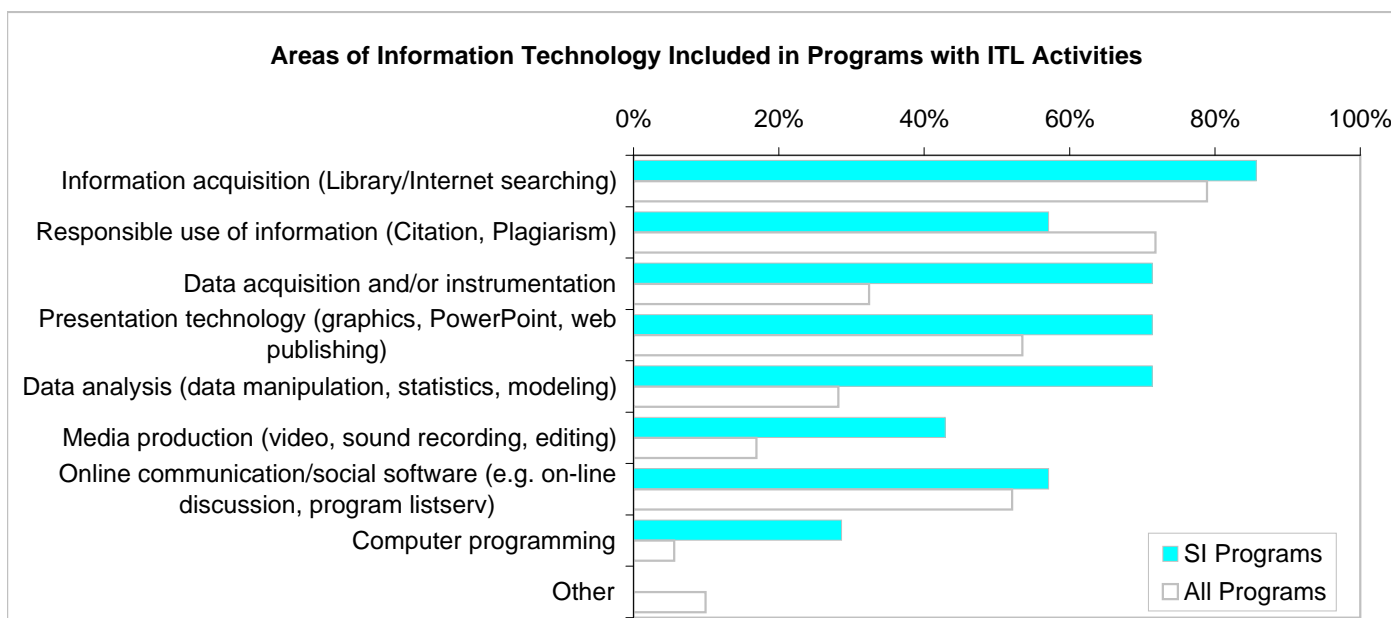 Areas of Information Technology Included in Programs with ITL Activities
0% 20% 40% 60% 80% 100%
Information acquisition (Library/Internet searching)
Responsible use of information (Citation, Plagiarism)
Data acquisition and/or instrumentation
Presentation technology (graphics, PowerPoint, web
publishing)
Data analysis (data manipulation, statistics, modeling)
Media production (video, sound recording, editing)
Online communication/social software (e.g. on-line
discussion, program listserv)
Computer programming
Other
SI Programs
All Programs